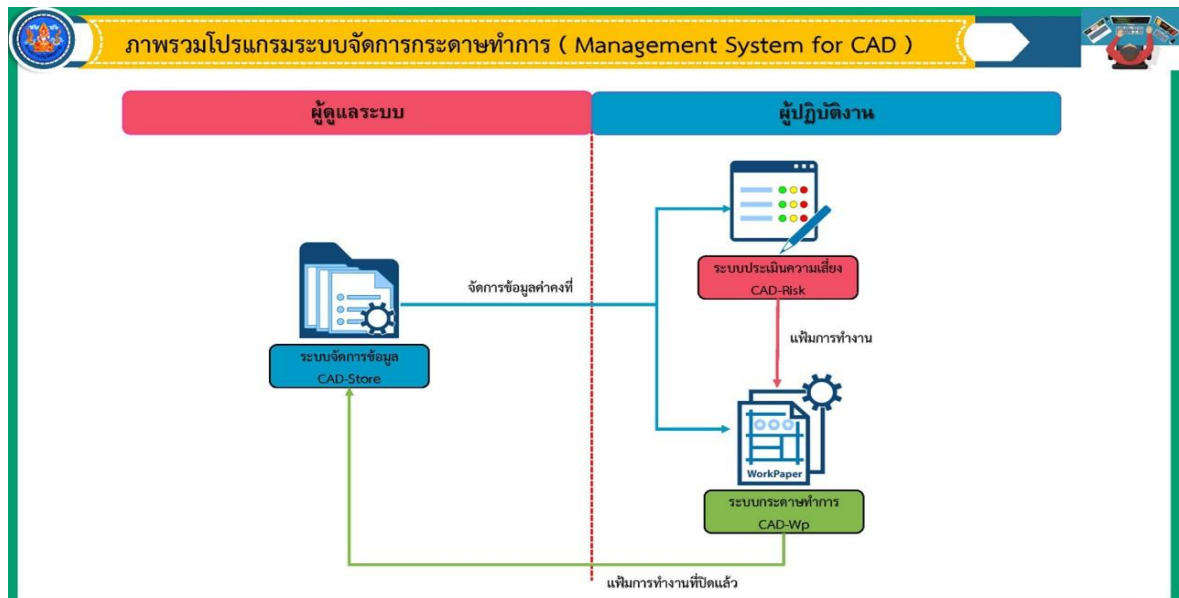 ภาพรวมโปรแกรมระบบจัดการกระดาษทำการ ( Management System for CAD )
ผู้ดูแลระบบ
ผู้ปฏิบัติงาน
ระบบประเมินความเสี่ยง
CAD-Risk
จัดการข้อมูลค่าคงที่
แฟ้มการทำงาน
ระบบจัดการข้อมูล
CAD-Store
WorkPaper
ระบบกระดาษทำการ
CAD-Wp
แฟ้มการทำงานที่ปิดแล้ว